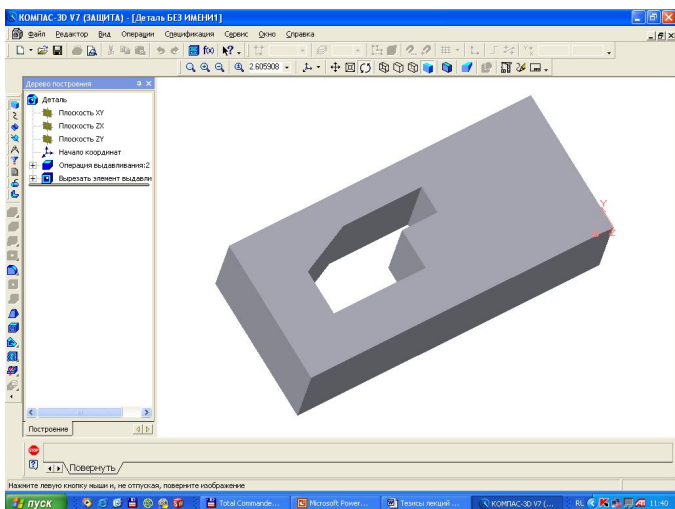 КОМПАС-3D V7 (ЗАЩИТА) - [Деталь БЕЗ ИМЕНИ1]
Файл Редактор Вид Операции Спецификация Сервис Окно Справка
f(x)
2.605908
Дерево построения
Деталь
Плоскость XY
Плоскость ZX
Плоскость ZY
Начало координат
Операция выдавливания:2
Вырезать элемент выдавли
Y
Z
Построение
STOP
Повернуть
Нажмите левую кнопку мыши и, не отпуская, поверните изображение
пуск
Total Commande...
Microsoft Power...
Тезисы лекций ...
КОМПАС-3D V7 (...
RL
11:40